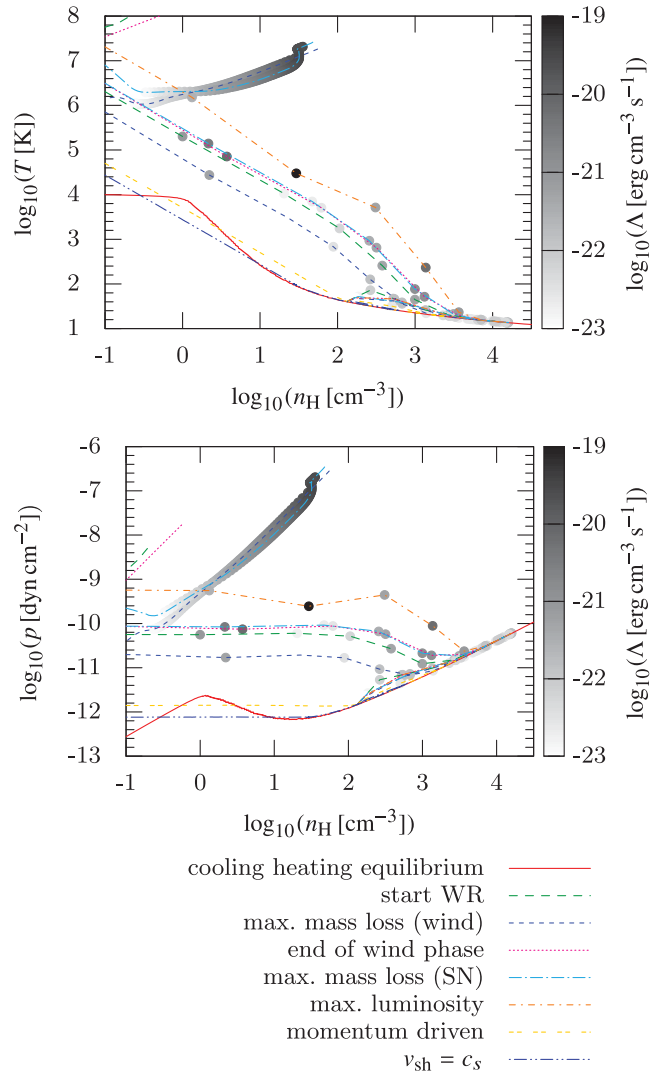 8
7
6
5
4
3
2
1
log10(T [K])
-1
0
1
2
3
4
log10(nH [cm−3])
-19
-20
-21
-22
-23
log10(Λ [erg cm−3 s−1])
-6
-7
-8
-9
-10
-11
-12
-13
log10(p [dyn cm−2])
-1
0
1
2
3
4
log10(nH [cm−3])
-19
-20
-21
-22
-23
log10(Λ [erg cm−3 s−1])
cooling heating equilibrium
start WR
max. mass loss (wind)
end of wind phase
max. mass loss (SN)
max. luminosity
momentum driven
vsh = cs